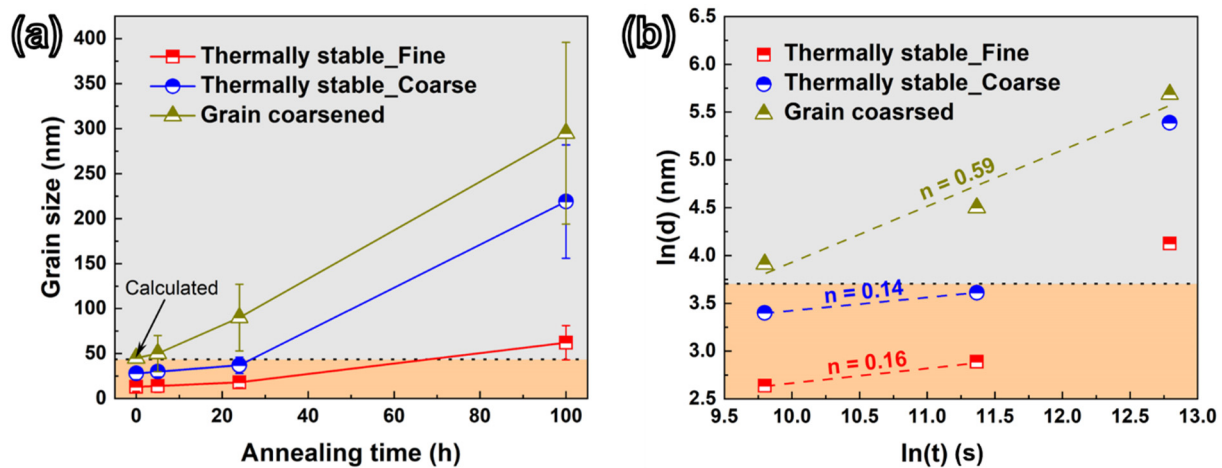 (a)
400
350
300
250
200
150
100
50
0
Grain size (nm)
Thermally stable_Fine
Thermally stable_Coarse
Grain coarsened
Calculated
0 20 40 60 80 100
Annealing time (h)
(b)
6.5
6.0
5.5
5.0
4.5
4.0
3.5
3.0
2.5
ln(d) (nm)
Thermally stable_Fine
Thermally stable_Coarse
Grain coasrsed
n = 0.59
n = 0.14
n = 0.16
9.5 10.0 10.5 11.0 11.5 12.0 12.5 13.0
ln(t) (s)